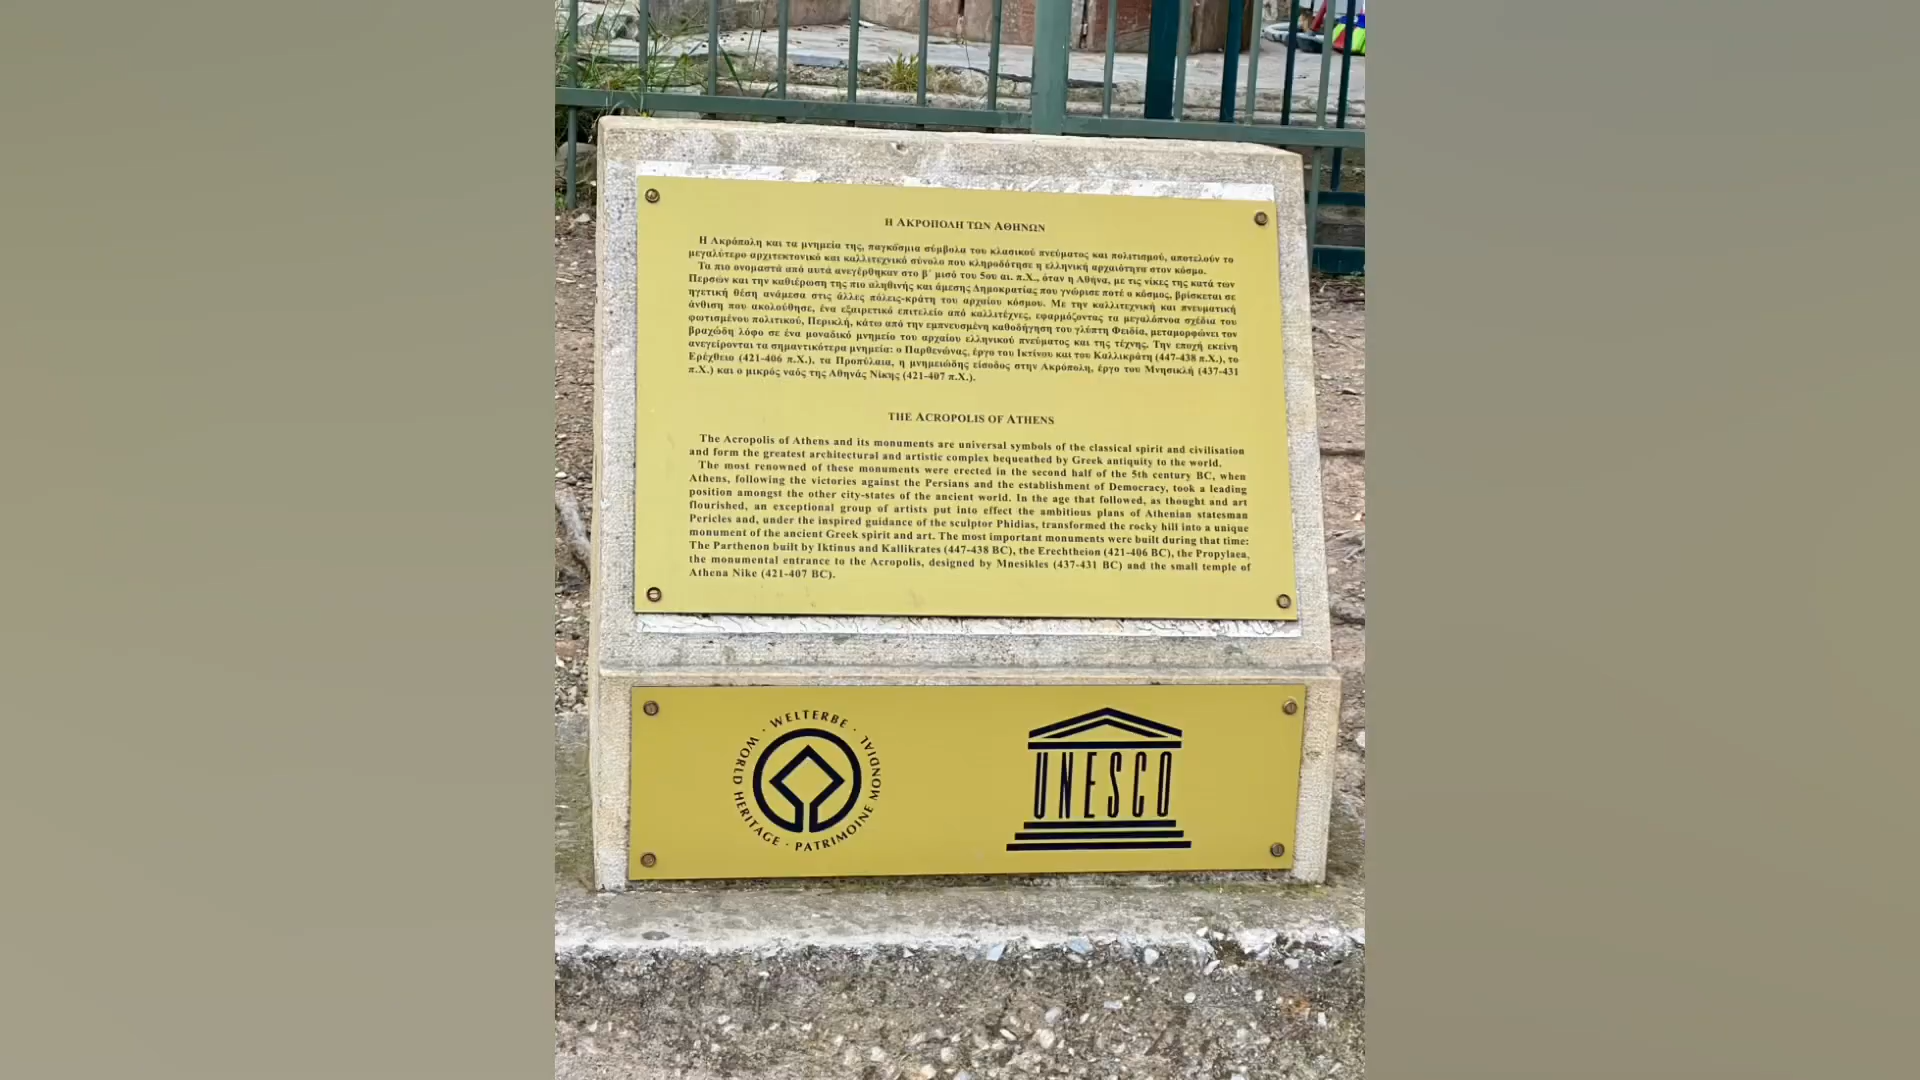 Η ΑΚΡΟΠΟΛΗ ΤΩΝ ΑΘΗΝΩΝ
Η Ακρόπολη και τα μνημεία της, παγκόσμια σύμβολα του κλασικού πνεύματος και πολιτισμού, αποτελούν το
μεγαλύτερο αρχιτεκτονικό και καλλιτεχνικό σύνολο που κληροδότησε η ελληνική αρχαιότητα στον κόσμο.
Τα πιο ονομαστά από αυτά ανεγέρθηκαν στο β΄ μισό του 5ου αι. π.Χ., όταν η Αθήνα, με τις νίκες της κατά των
Περσών και την καθιέρωση της πιο αληθινής και άμεσης Δημοκρατίας που γνώρισε ποτέ ο κόσμος, βρίσκεται σε
ηγετική θέση ανάμεσα στις άλλες πόλεις-κράτη του αρχαίου κόσμου. Με την καλλιτεχνική και πνευματική
άνθιση που ακολούθησε, ένα εξαιρετικό επιτελείο από καλλιτέχνες, εφαρμόζοντας τα μεγαλόπνοα σχέδια του
φωτισμένου πολιτικού, Περικλή, κάτω από την εμπνευσμένη καθοδήγηση του γλύπτη Φειδία, μεταμορφώνει τον
βραχώδη λόφο σε ένα μοναδικό μνημείο του αρχαίου ελληνικού πνεύματος και της τέχνης. Την εποχή εκείνη
ανεγείρονται τα σημαντικότερα μνημεία: ο Παρθενώνας, έργο του Ικτίνου και του Καλλικράτη (447-438 π.Χ.), το
Ερέχθειο (421-406 π.Χ.), τα Προπύλαια, η μνημειώδης είσοδος στην Ακρόπολη, έργο του Μνησικλή (437-431
π.Χ.) και ο μικρός ναός της Αθηνάς Νίκης (421-407 π.Χ.).
THE ACROPOLIS OF ATHENS
The Acropolis of Athens and its monuments are universal symbols of the classical spirit and civilisation
and form the greatest architectural and artistic complex bequeathed by Greek antiquity to the world.
The most renowned of these monuments were erected in the second half of the 5th century BC, when
Athens, following the victories against the Persians and the establishment of Democracy, took a leading
position amongst the other city-states of the ancient world. In the age that followed, as thought and art
flourished, an exceptional group of artists put into effect the ambitious plans of Athenian statesman
Pericles and, under the inspired guidance of the sculptor Phidias, transformed the rocky hill into a unique
monument of the ancient Greek spirit and art. The most important monuments were built during that time:
The Parthenon built by Iktinus and Kallikrates (447-438 BC), the Erechtheion (421-406 BC), the Propylaea,
the monumental entrance to the Acropolis, designed by Mnesikles (437-431 BC) and the small temple of
Athena Nike (421-407 BC).
WORLD HERITAGE · PATRIMOINE MONDIAL · WELTERBE ·
UNESCO